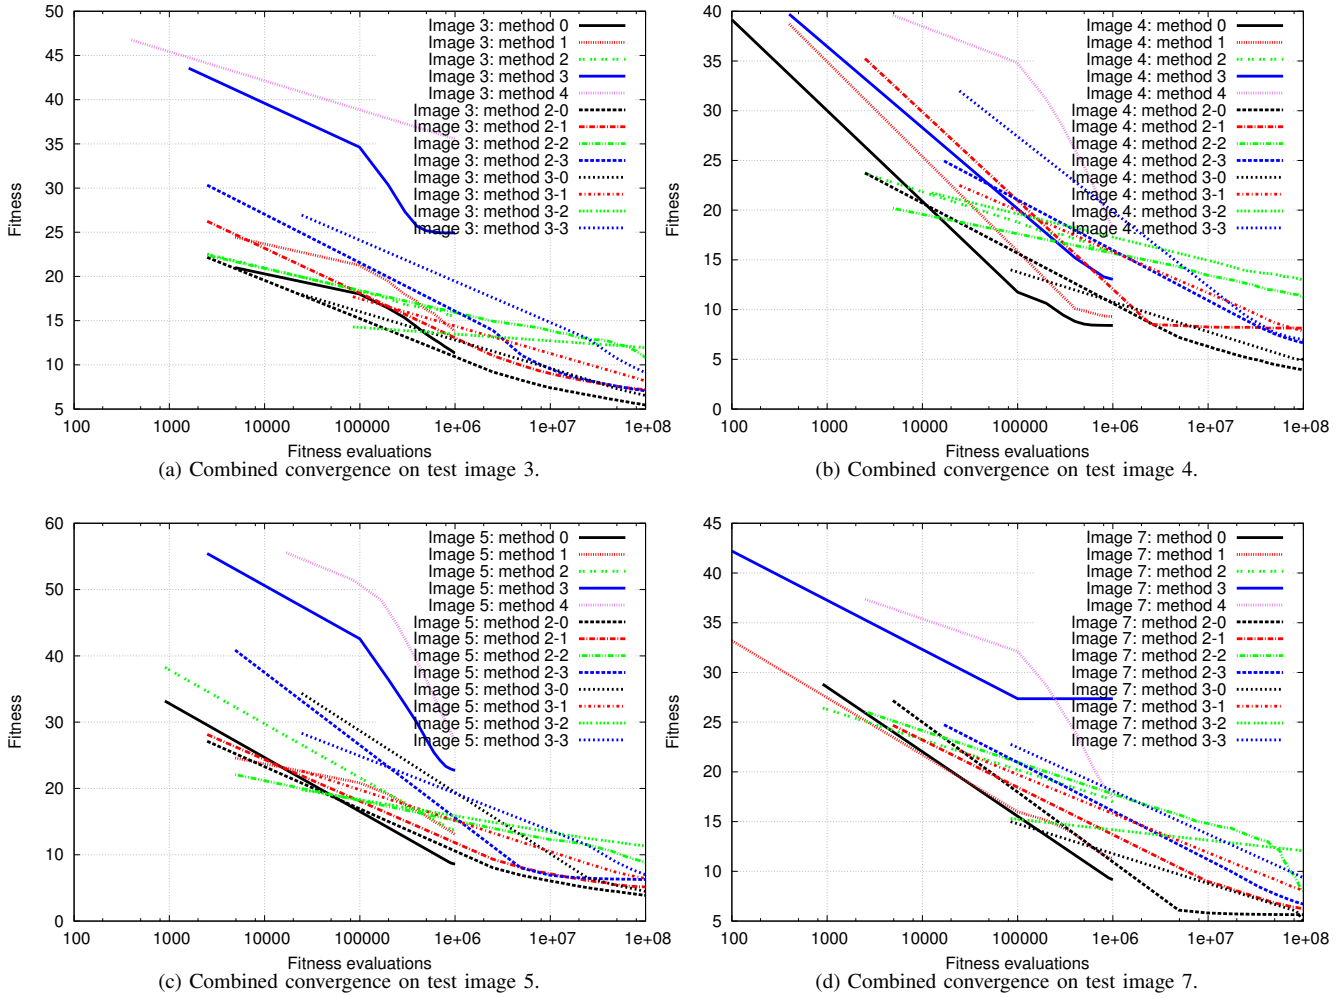 50
45
40
35
30
25
20
15
10
5
Fitness
100
1000
10000
100000
1e+06
1e+07
1e+08
Fitness evaluations
Image 3: method 0
Image 3: method 1
Image 3: method 2
Image 3: method 3
Image 3: method 4
Image 3: method 2-0
Image 3: method 2-1
Image 3: method 2-2
Image 3: method 2-3
Image 3: method 3-0
Image 3: method 3-1
Image 3: method 3-2
Image 3: method 3-3
(a) Combined convergence on test image 3.
40
35
30
25
20
15
10
5
0
Fitness
100
1000
10000
100000
1e+06
1e+07
1e+08
Fitness evaluations
Image 4: method 0
Image 4: method 1
Image 4: method 2
Image 4: method 3
Image 4: method 4
Image 4: method 2-0
Image 4: method 2-1
Image 4: method 2-2
Image 4: method 2-3
Image 4: method 3-0
Image 4: method 3-1
Image 4: method 3-2
Image 4: method 3-3
(b) Combined convergence on test image 4.
60
50
40
30
20
10
0
Fitness
100
1000
10000
100000
1e+06
1e+07
1e+08
Fitness evaluations
Image 5: method 0
Image 5: method 1
Image 5: method 2
Image 5: method 3
Image 5: method 4
Image 5: method 2-0
Image 5: method 2-1
Image 5: method 2-2
Image 5: method 2-3
Image 5: method 3-0
Image 5: method 3-1
Image 5: method 3-2
Image 5: method 3-3
(c) Combined convergence on test image 5.
45
40
35
30
25
20
15
10
5
Fitness
100
1000
10000
100000
1e+06
1e+07
1e+08
Fitness evaluations
Image 7: method 0
Image 7: method 1
Image 7: method 2
Image 7: method 3
Image 7: method 4
Image 7: method 2-0
Image 7: method 2-1
Image 7: method 2-2
Image 7: method 2-3
Image 7: method 3-0
Image 7: method 3-1
Image 7: method 3-2
Image 7: method 3-3
(d) Combined convergence on test image 7.